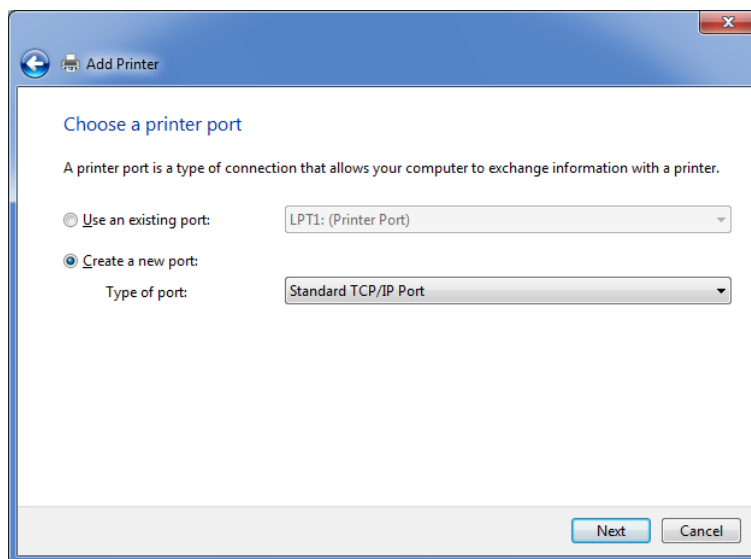 Add Printer
Choose a printer port
A printer port is a type of connection that allows your computer to exchange information with a printer.
Use an existing port: LPT1: (Printer Port)
Create a new port:
Type of port: Standard TCP/IP Port
Next Cancel